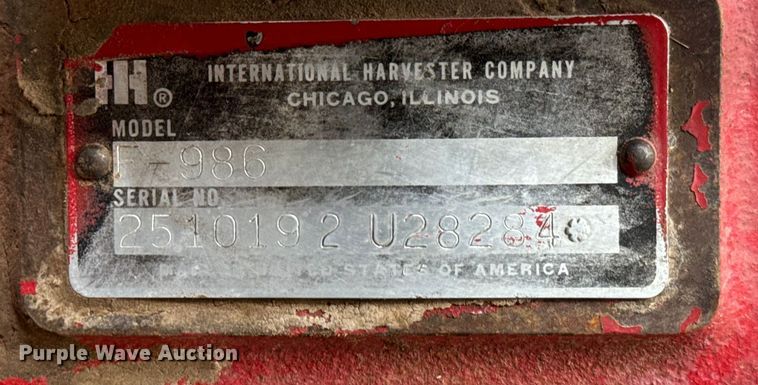 IH®
INTERNATIONAL HARVESTER COMPANY
CHICAGO, ILLINOIS
MODEL
F-986
SERIAL NO.
2510192 U28284
STATES OF AMERICA
Purple Wave Auction